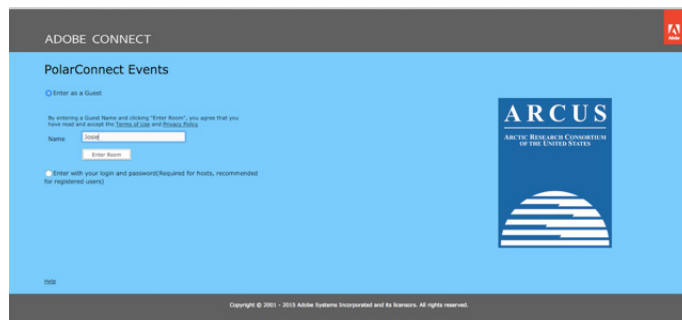 ADOBE CONNECT
Adobe
PolarConnect Events
Enter as a Guest
By entering a Guest Name and clicking "Enter Room", you agree that you
have read and accept the Terms of Use and Privacy Policy
Name
Josie
Enter Room
Enter with your login and password(Required for hosts, recommended
for registered users)
ARCUS
ARCTIC RESEARCH CONSORTIUM
OF THE UNITED STATES
Help
Copyright © 2001 - 2015 Adobe Systems Incorporated and its licensors. All rights reserved.